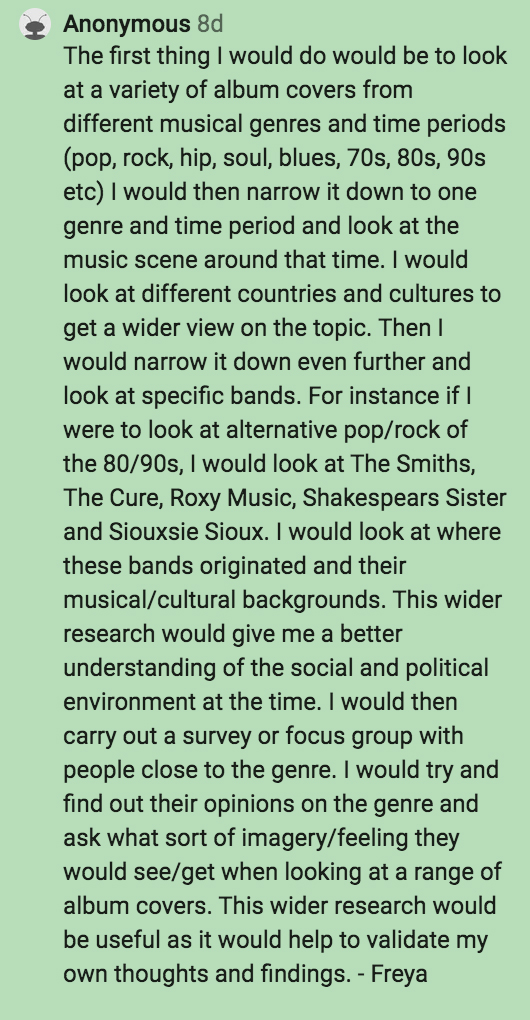 Anonymous 8d
The first thing I would do would be to look
at a variety of album covers from
different musical genres and time periods
(pop, rock, hip, soul, blues, 70s, 80s, 90s
etc) I would then narrow it down to one
genre and time period and look at the
music scene around that time. I would
look at different countries and cultures to
get a wider view on the topic. Then I
would narrow it down even further and
look at specific bands. For instance if I
were to look at alternative pop/rock of
the 80/90s, I would look at The Smiths,
The Cure, Roxy Music, Shakespears Sister
and Siouxsie Sioux. I would look at where
these bands originated and their
musical/cultural backgrounds. This wider
research would give me a better
understanding of the social and political
environment at the time. I would then
carry out a survey or focus group with
people close to the genre. I would try and
find out their opinions on the genre and
ask what sort of imagery/feeling they
would see/get when looking at a range of
album covers. This wider research would
be useful as it would help to validate my
own thoughts and findings. - Freya